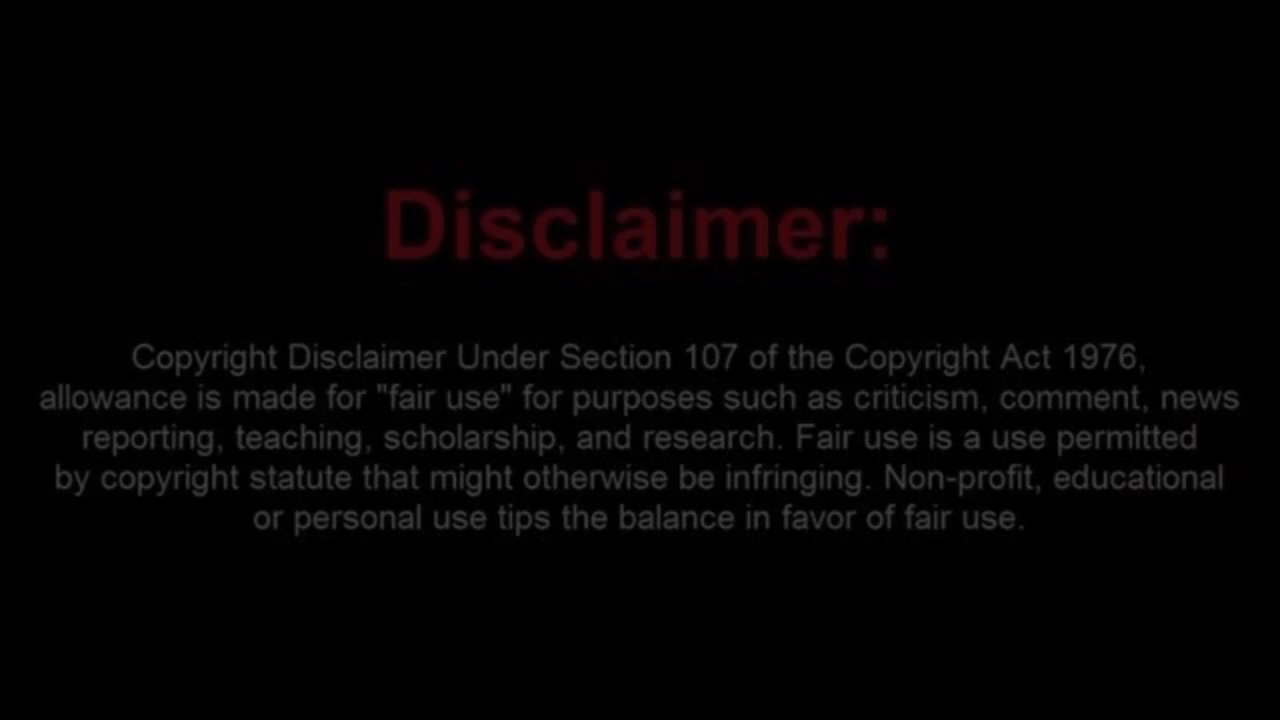 Disclaimer:
Copyright Disclaimer Under Section 107 of the Copyright Act 1976,
allowance is made for "fair use" for purposes such as criticism, comment, news
reporting, teaching, scholarship, and research. Fair use is a use permitted
by copyright statute that might otherwise be infringing. Non-profit, educational
or personal use tips the balance in favor of fair use.